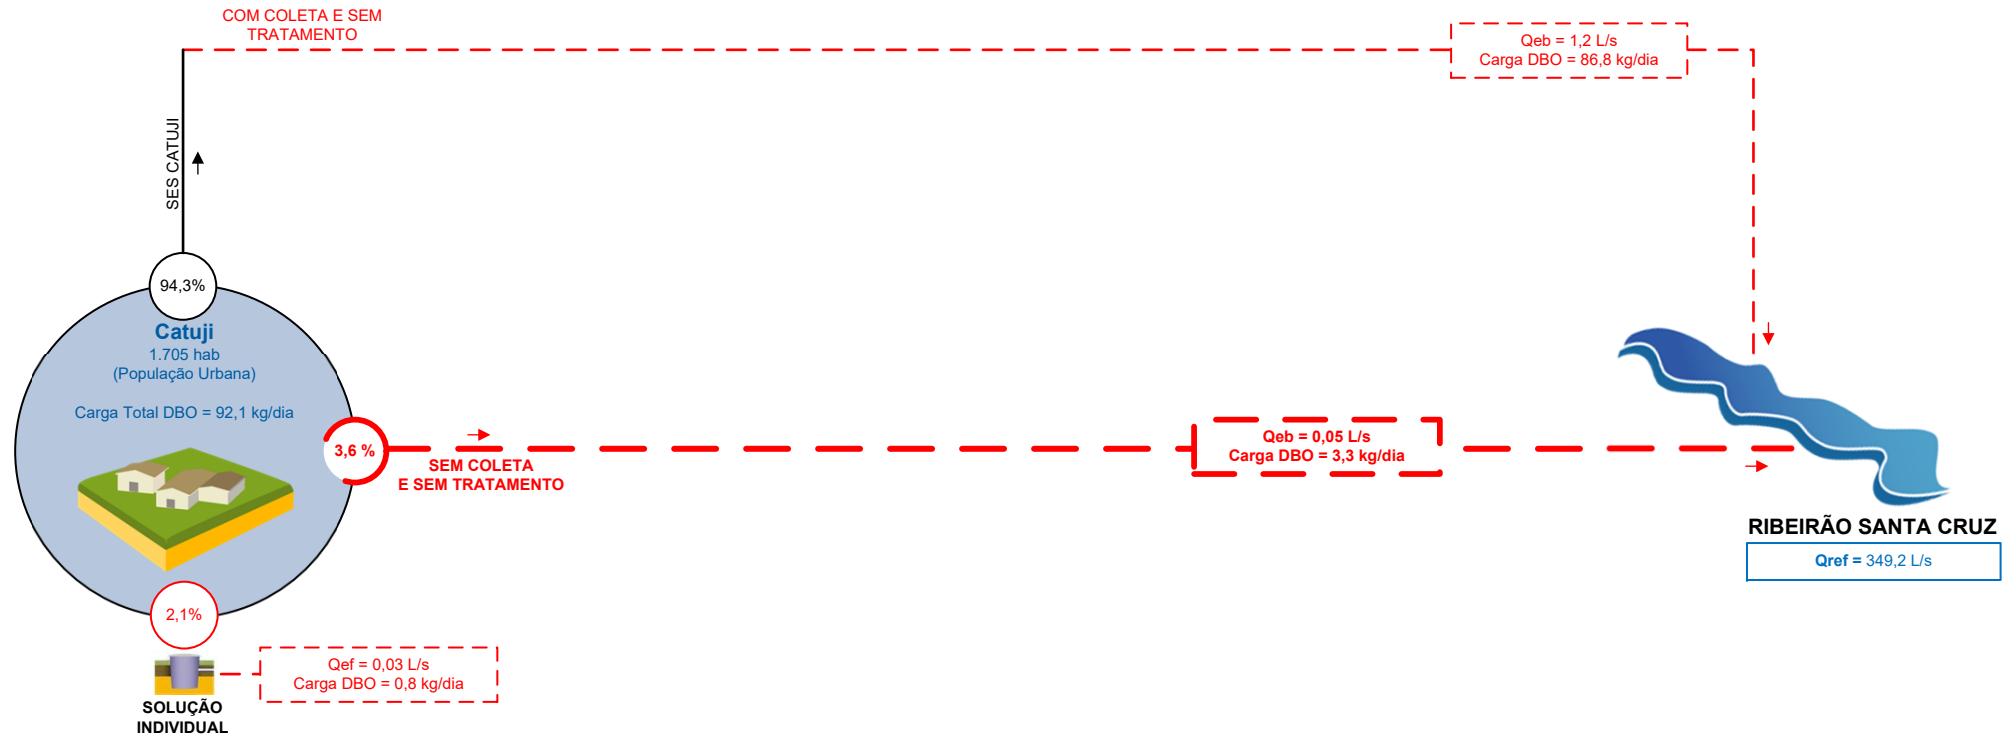 COM COLETA E SEM
TRATAMENTO
Qeb = 1,2 L/s
Carga DBO = 86,8 kg/dia
SES CATUJI
94,3%
Catuji
1.705 hab
(População Urbana)
Carga Total DBO = 92,1 kg/dia
3,6 %
SEM COLETA
E SEM TRATAMENTO
Qeb = 0,05 L/s
Carga DBO = 3,3 kg/dia
RIBEIRÃO SANTA CRUZ
Qref = 349,2 L/s
2,1%
Qef = 0,03 L/s
Carga DBO = 0,8 kg/dia
SOLUÇÃO
INDIVIDUAL